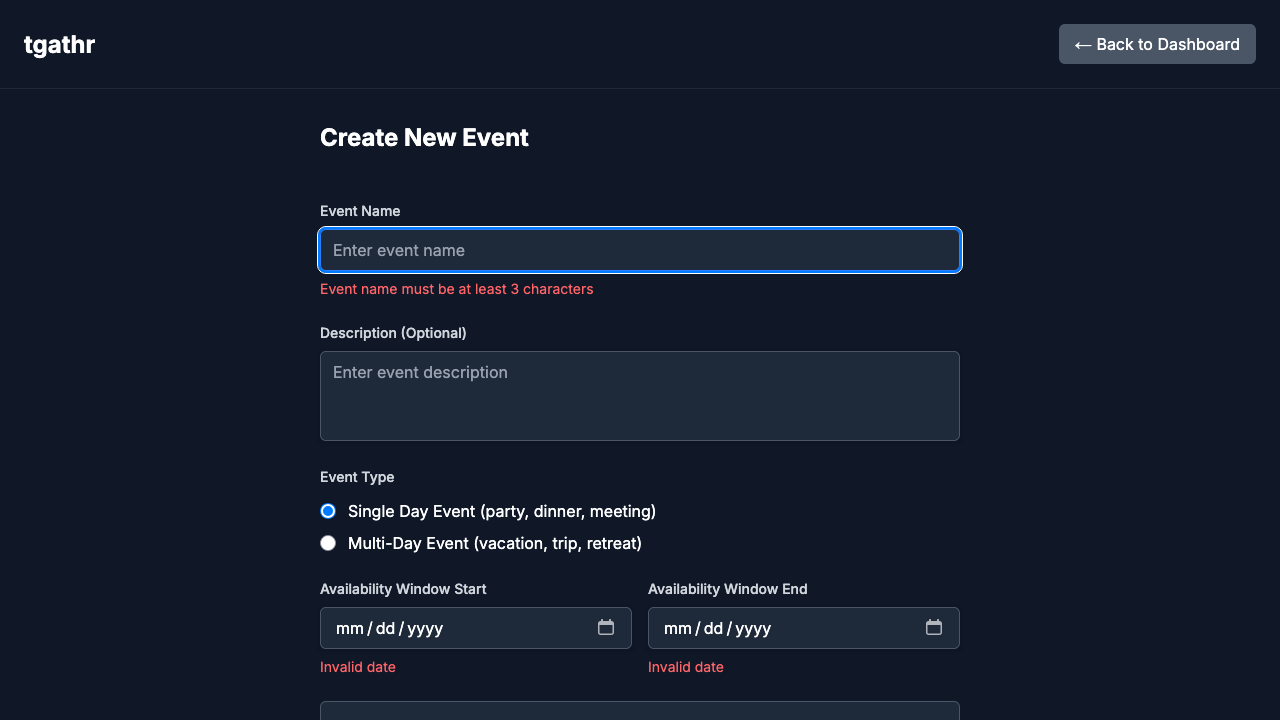 tgathr
← Back to Dashboard
Create New Event
Event Name
Enter event name
Event name must be at least 3 characters
Description (Optional)
Enter event description
Event Type
Single Day Event (party, dinner, meeting)
Multi-Day Event (vacation, trip, retreat)
Availability Window Start
Availability Window End
mm/dd/yyyy
mm/dd/yyyy
Invalid date
Invalid date